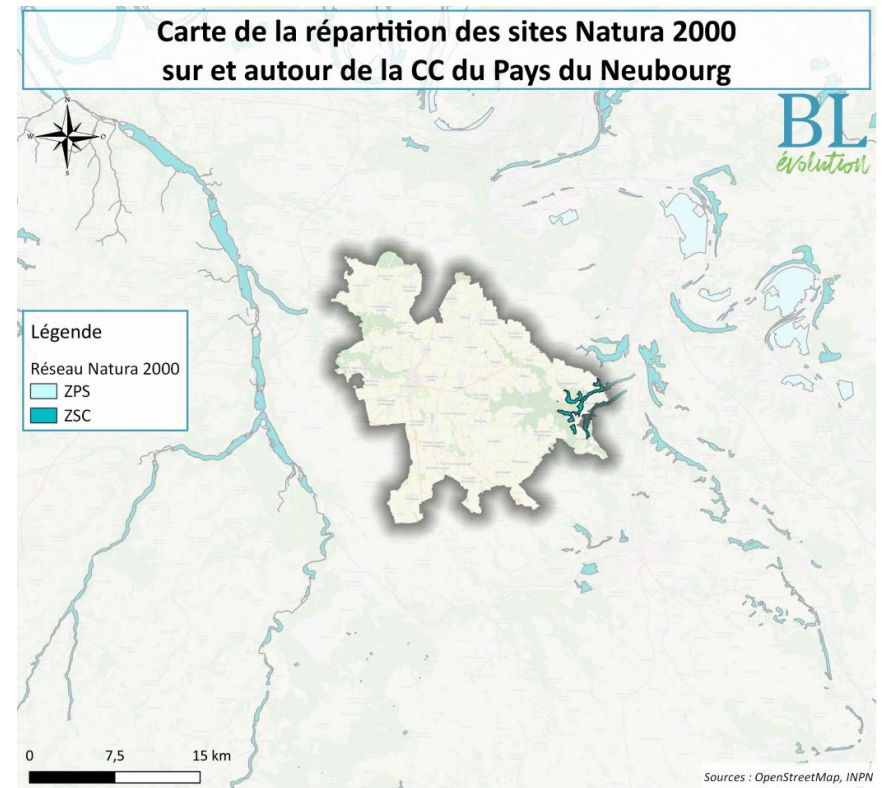 Carte de la répartition des sites Natura 2000
sur et autour de la CC du Pays du Neubourg
N
W
O
S
BL
évolution
Légende
Réseau Natura 2000
ZPS
ZSC
0 7,5 15 km
Sources : OpenStreetMap, INPN